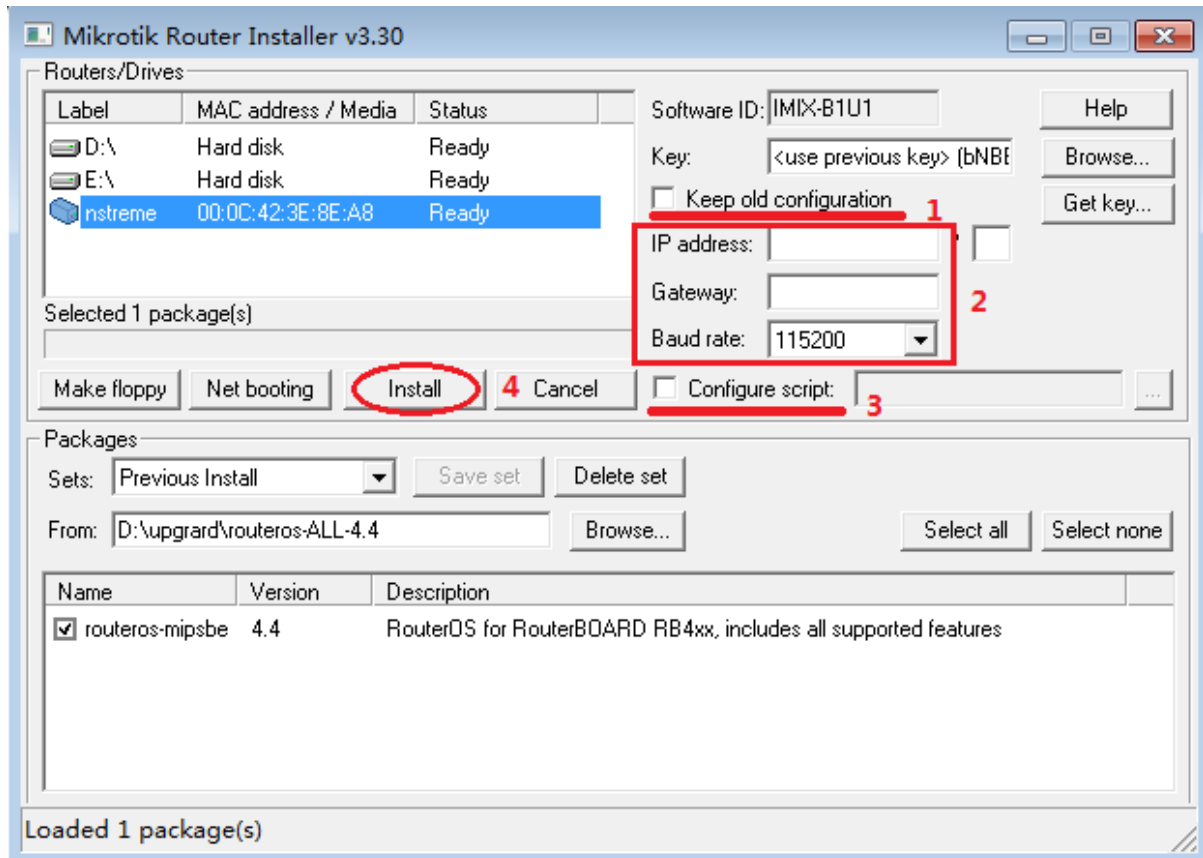 Mikrotik Router Installer v3.30
Routers/Drives
Label MAC address / Media Status
D:\ Hard disk Ready
E:\ Hard disk Ready
nstreme 00:0C:42:3E:8E:A8 Ready
Selected 1 package(s)
Software ID: IMIX-B1U1 Help
Key: <use previous key> (bNBE Browse...
Keep old configuration 1 Get key...
IP address: /
Gateway: 2
Baud rate: 115200
Make floppy Net booting Install 4 Cancel Configure script: 3 ...
Packages
Sets: Previous Install Save set Delete set
From: D:\upgrard\routeros-ALL-4.4 Browse... Select all Select none
Name Version Description
routeros-mipsbe 4.4 RouterOS for RouterBOARD RB4xx, includes all supported features
Loaded 1 package(s)